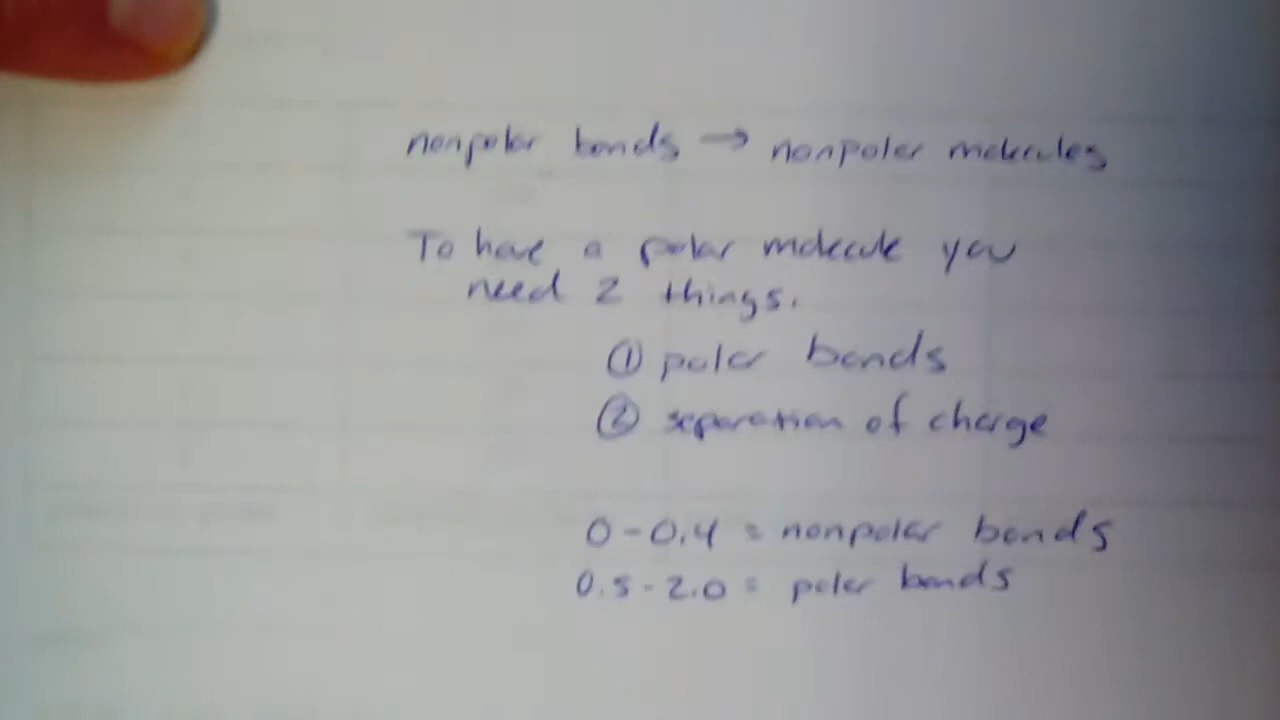 nonpolar bonds → nonpolar molecules
To have a polar molecule you
need 2 things.
① polar bonds
② separation of charge
0-0.4 = nonpolar bonds
0.5-2.0 = polar bonds